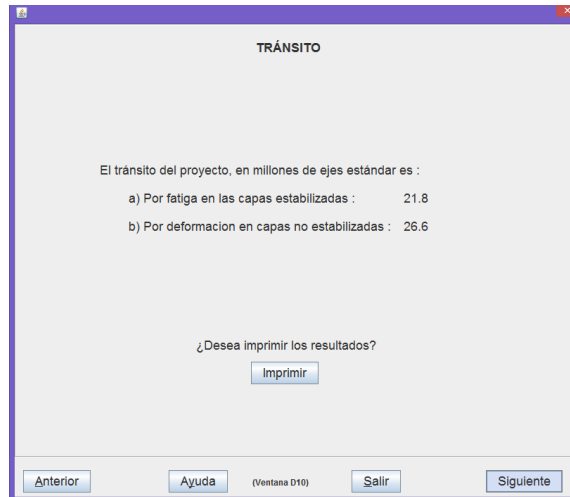 TRÁNSITO
El tránsito del proyecto, en millones de ejes estándar es :
a) Por fatiga en las capas estabilizadas : 21.8
b) Por deformacion en capas no estabilizadas : 26.6
¿Desea imprimir los resultados?
Imprimir
Anterior Ayuda (Ventana D10) Salir Siguiente